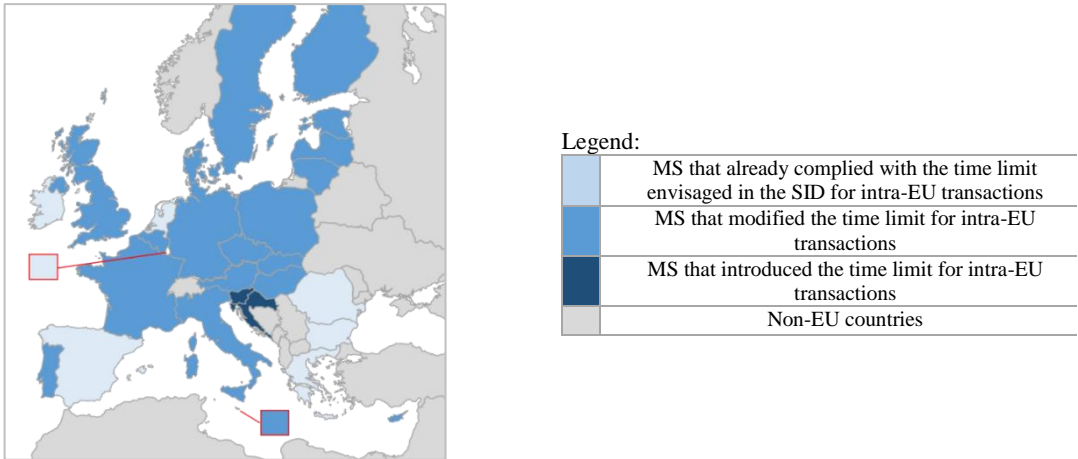 Legend:
MS that already complied with the time limit
envisaged in the SID for intra-EU transactions
MS that modified the time limit for intra-EU
transactions
MS that introduced the time limit for intra-EU
transactions
Non-EU countries